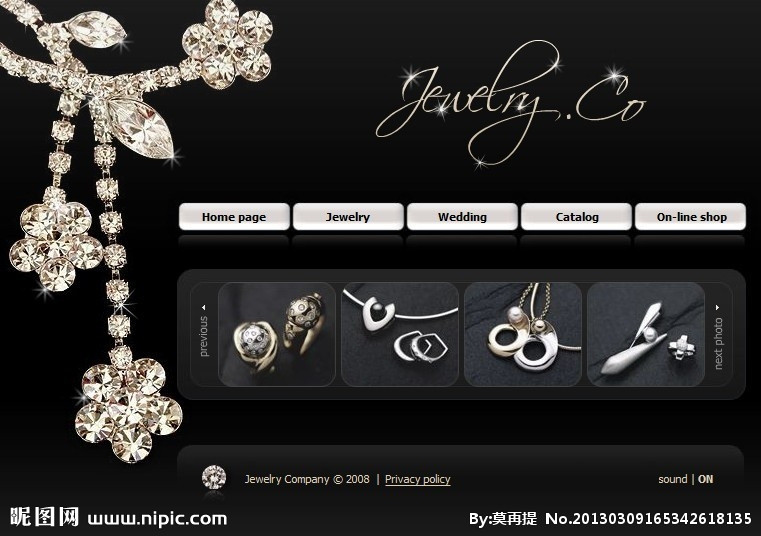 Jewelry.Co
Home page Jewelry Wedding Catalog On-line shop
previous
next photo
Jewelry Company © 2008 | Privacy policy
sound | ON
昵图网 www.nipic.com
By:莫再提 No.20130309165342618135